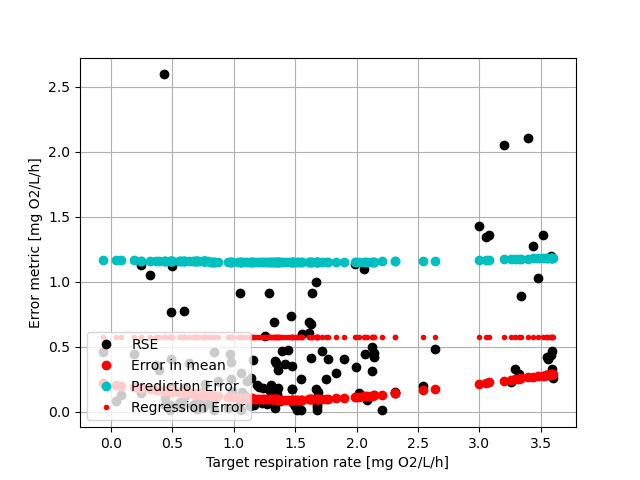 2.5
2.0
1.5
1.0
0.5
0.0
Error metric [mg O2/L/h]
RSE
Error in mean
Prediction Error
Regression Error
0.0 0.5 1.0 1.5 2.0 2.5 3.0 3.5
Target respiration rate [mg O2/L/h]